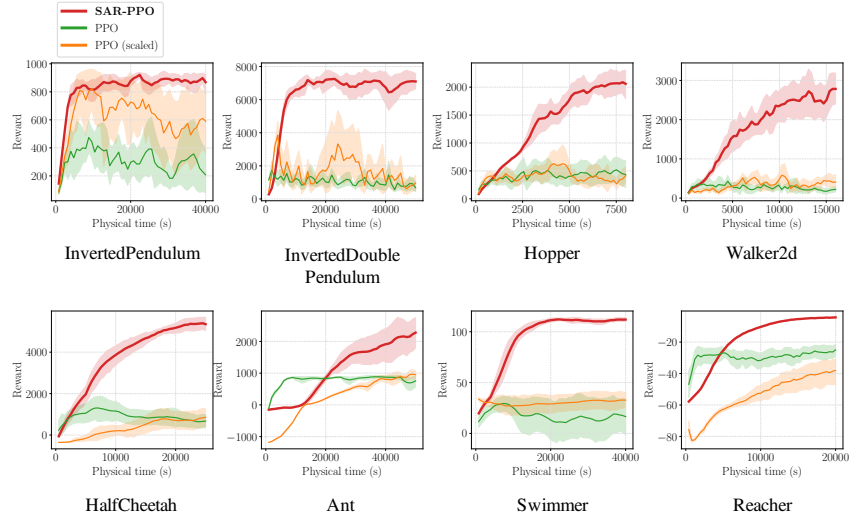 SAR-PPO
PPO
PPO (scaled)
1000
800
600
400
200
0
20000
40000
Reward
Physical time (s)
InvertedPendulum
8000
6000
4000
2000
0
0
20000
40000
Reward
Physical time (s)
InvertedDouble
Pendulum
2000
1500
1000
500
0
2500
5000
7500
Reward
Physical time (s)
Hopper
3000
2000
1000
0
0
5000
10000
15000
Reward
Physical time (s)
Walker2d
4000
2000
0
0
10000
20000
Reward
Physical time (s)
HalfCheetah
2000
1000
0
−1000
0
20000
40000
Reward
Physical time (s)
Ant
100
50
0
0
20000
40000
Reward
Physical time (s)
Swimmer
−20
−40
−60
−80
0
10000
20000
Reward
Physical time (s)
Reacher